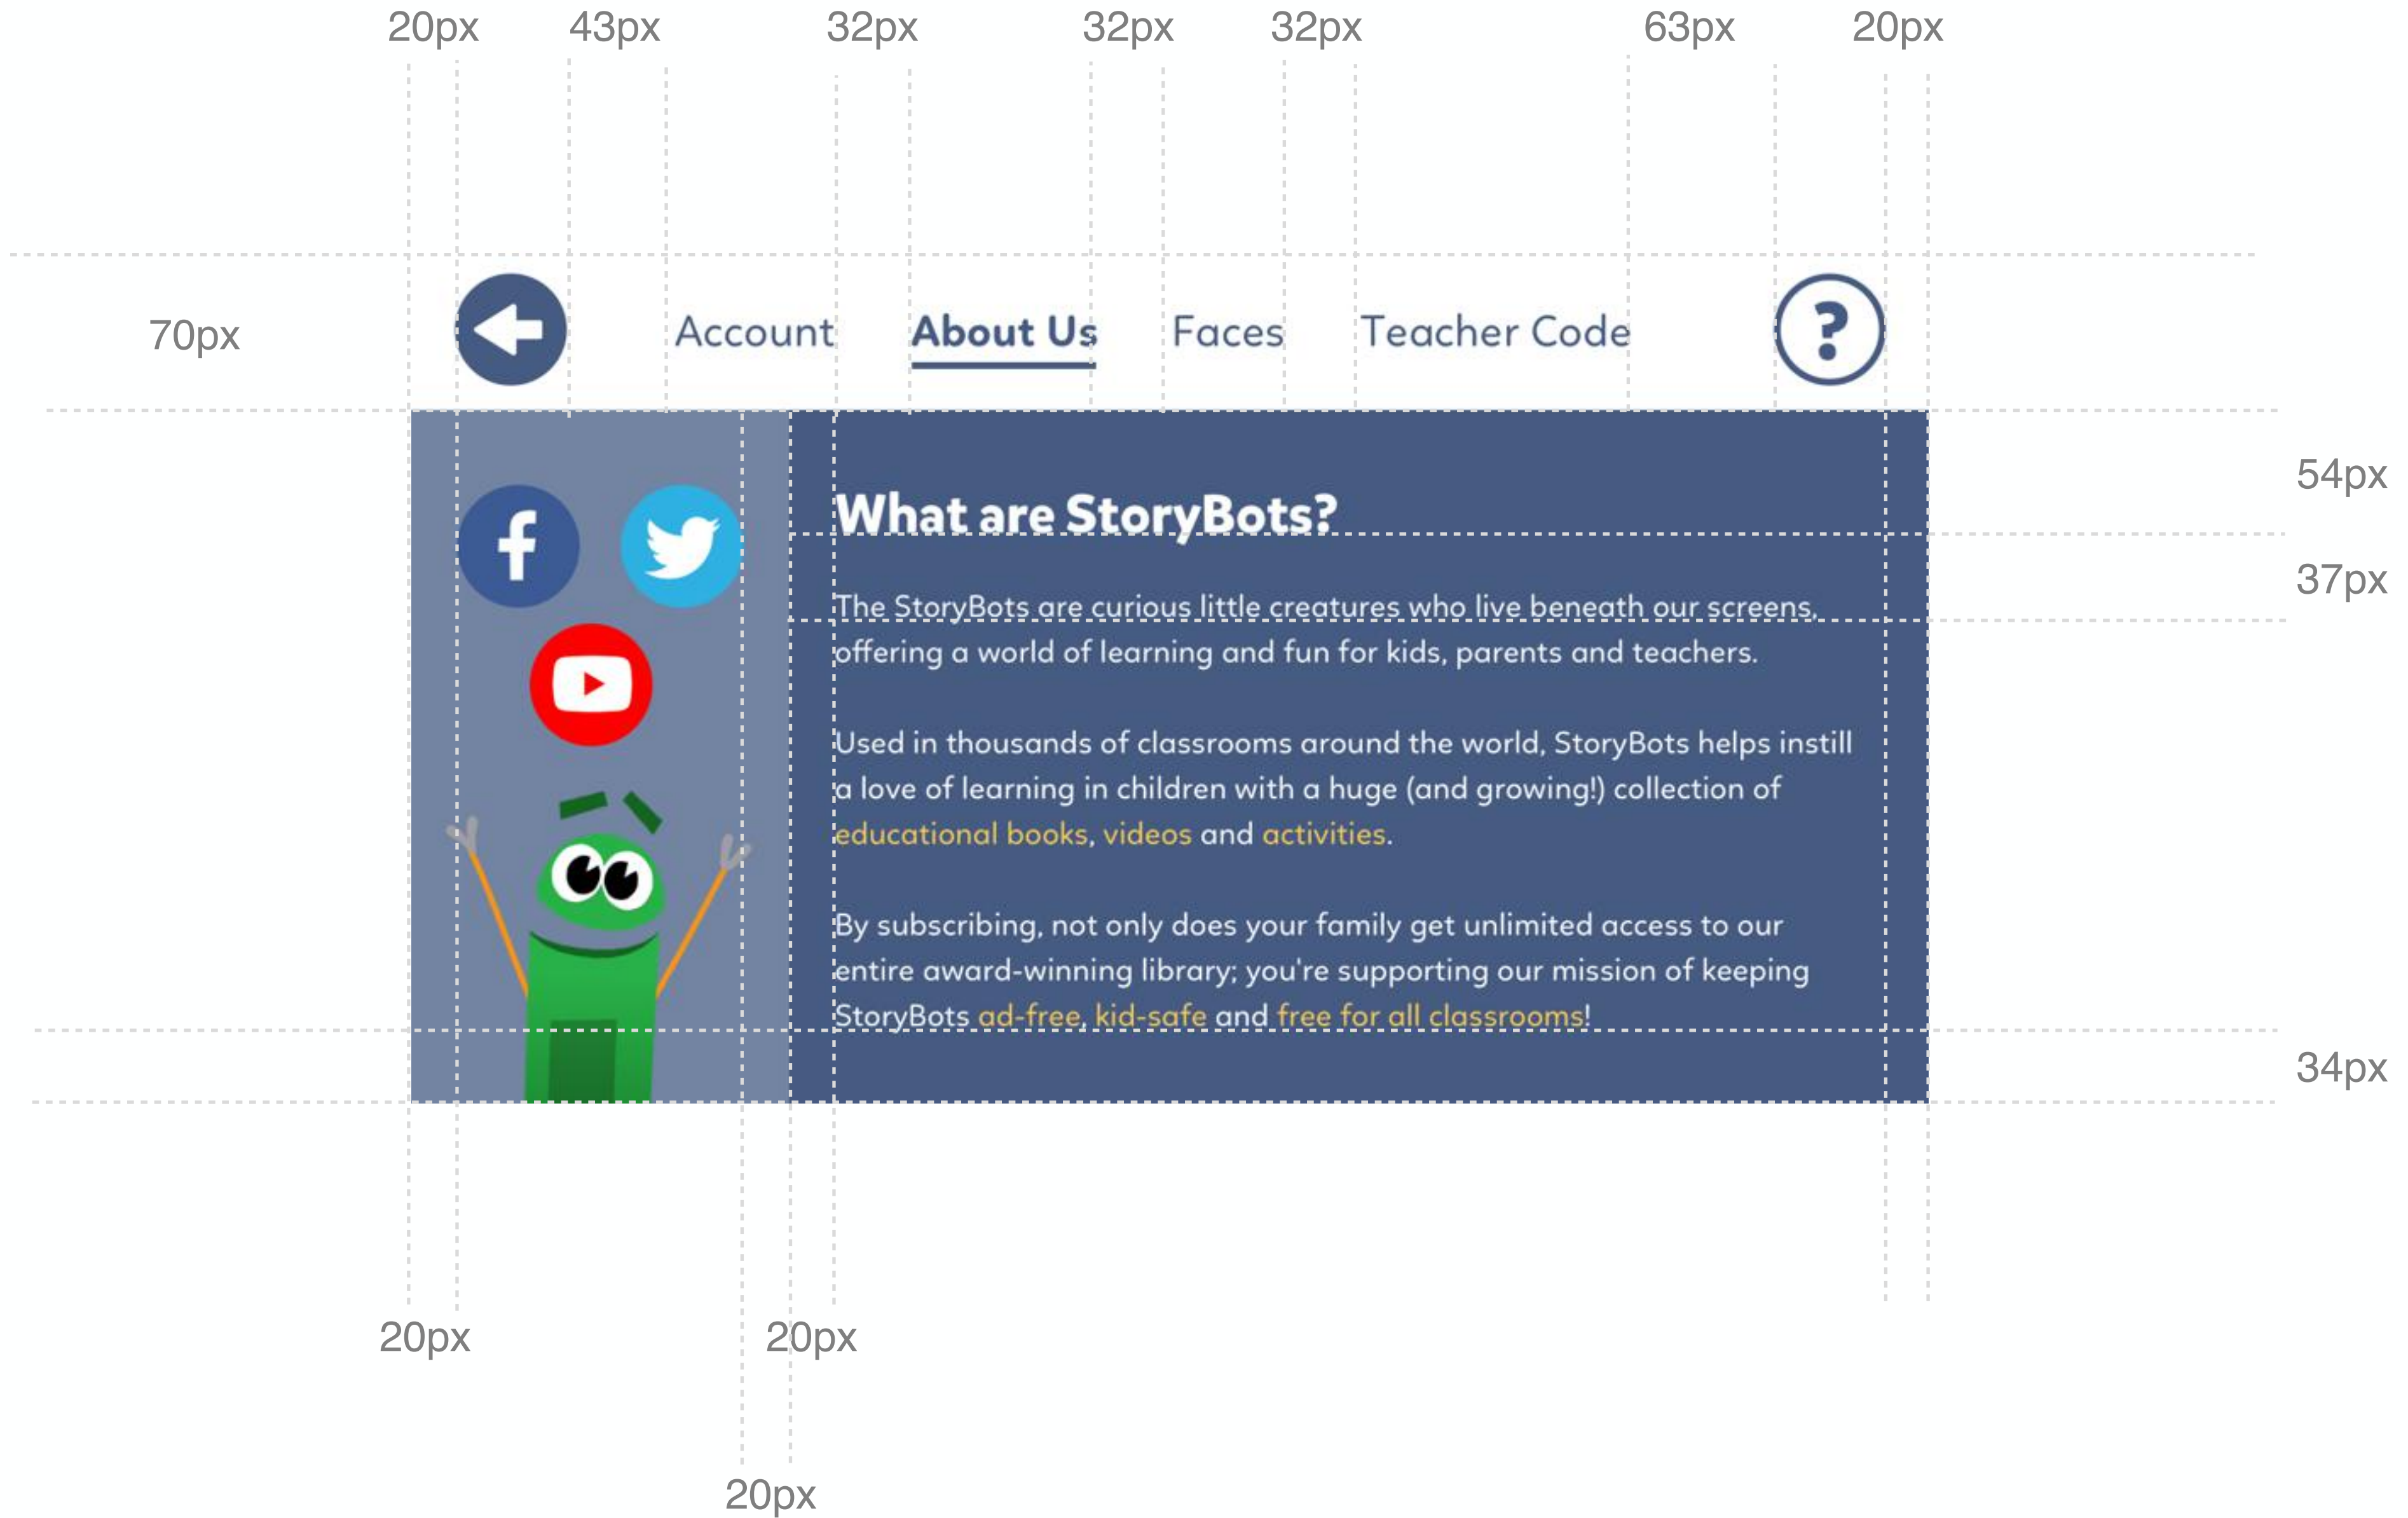 20px 43px 32px 32px 32px 63px 20px
70px
Account About Us Faces Teacher Code ?
54px
f
What are StoryBots?
37px
The StoryBots are curious little creatures who live beneath our screens,
offering a world of learning and fun for kids, parents and teachers.
Used in thousands of classrooms around the world, StoryBots helps instill
a love of learning in children with a huge (and growing!) collection of
educational books, videos and activities.
By subscribing, not only does your family get unlimited access to our
entire award-winning library; you're supporting our mission of keeping
StoryBots ad-free, kid-safe and free for all classrooms!
34px
20px 20px
20px